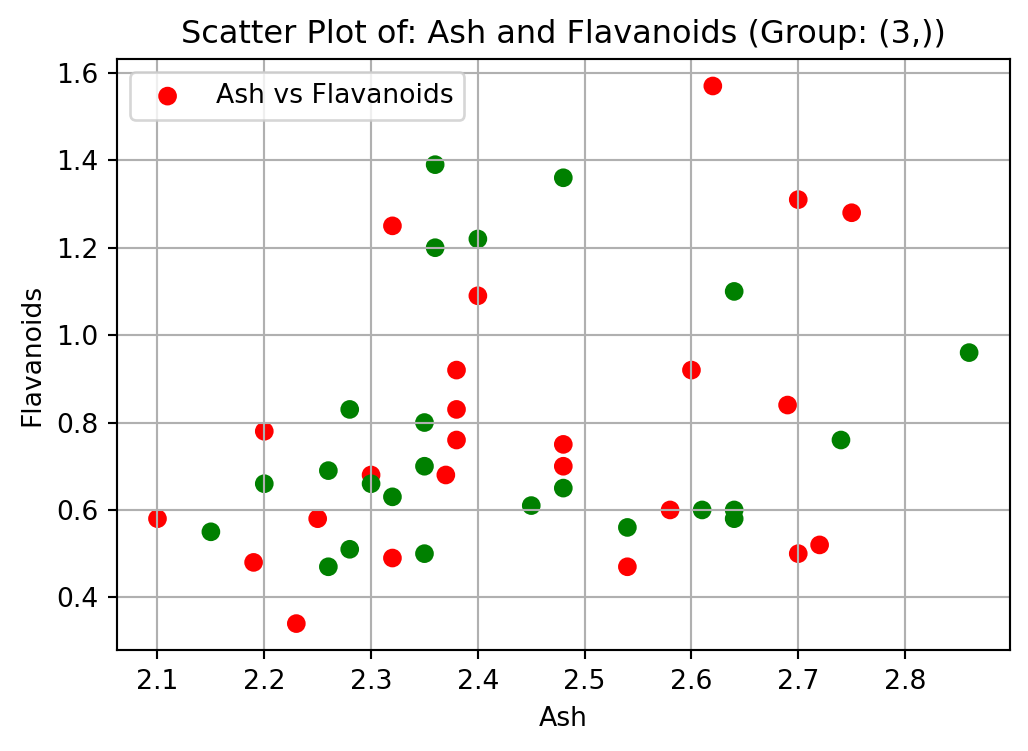 Scatter Plot of: Ash and Flavanoids (Group: (3,))
Ash vs Flavanoids
1.6
1.4
1.2
1.0
0.8
0.6
0.4
Flavanoids
2.1 2.2 2.3 2.4 2.5 2.6 2.7 2.8
Ash